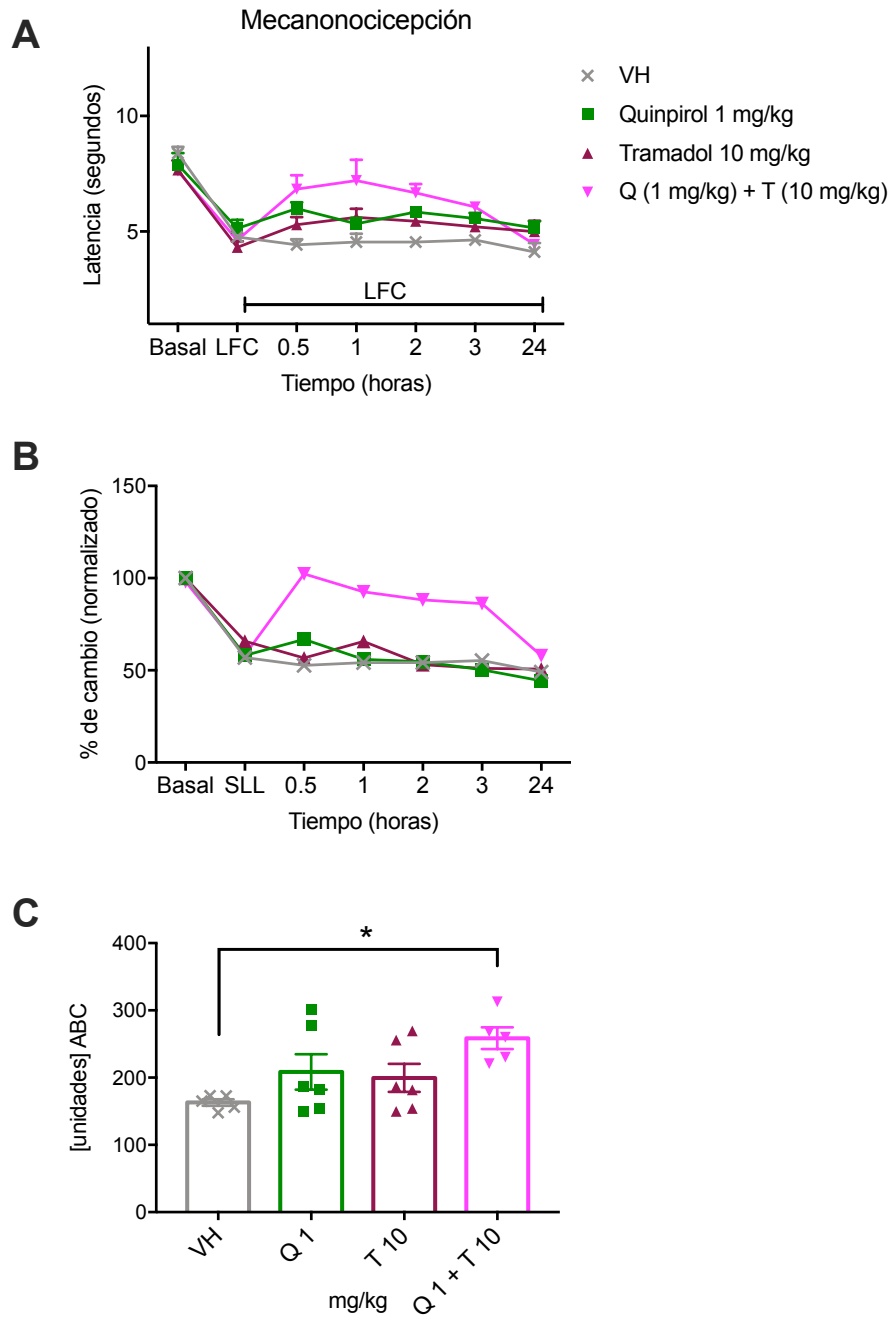 A
Mecanonocicepción
Latencia (segundos)
10
5
LFC
Basal LFC 0.5 1 2 3 24
Tiempo (horas)
VH
Quinpirol 1 mg/kg
Tramadol 10 mg/kg
Q (1 mg/kg) + T (10 mg/kg)
B
% de cambio (normalizado)
150
100
50
0
Basal SLL 0.5 1 2 3 24
Tiempo (horas)
C
[unidades] ABC
400
300
200
100
0
*
VH Q 1 T 10 Q 1 + T 10
mg/kg